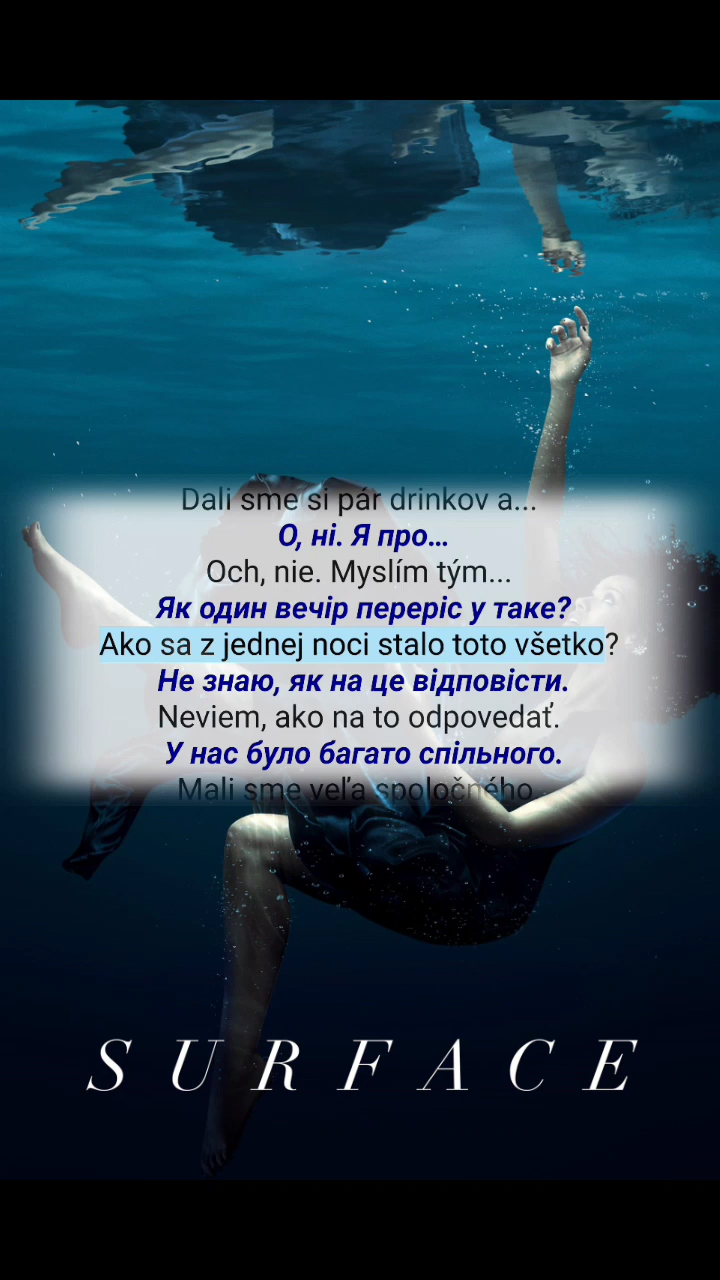 Dali sme si pár drinkov a...
О, ні. Я про...
Och, nie. Myslím tým...
Як один вечір переріс у таке?
Ako sa z jednej noci stalo toto všetko?
Не знаю, як на це відповісти.
Neviem, ako na to odpovedať.
У нас було багато спільного.
Mali sme veľa spoločného.
SURFACE